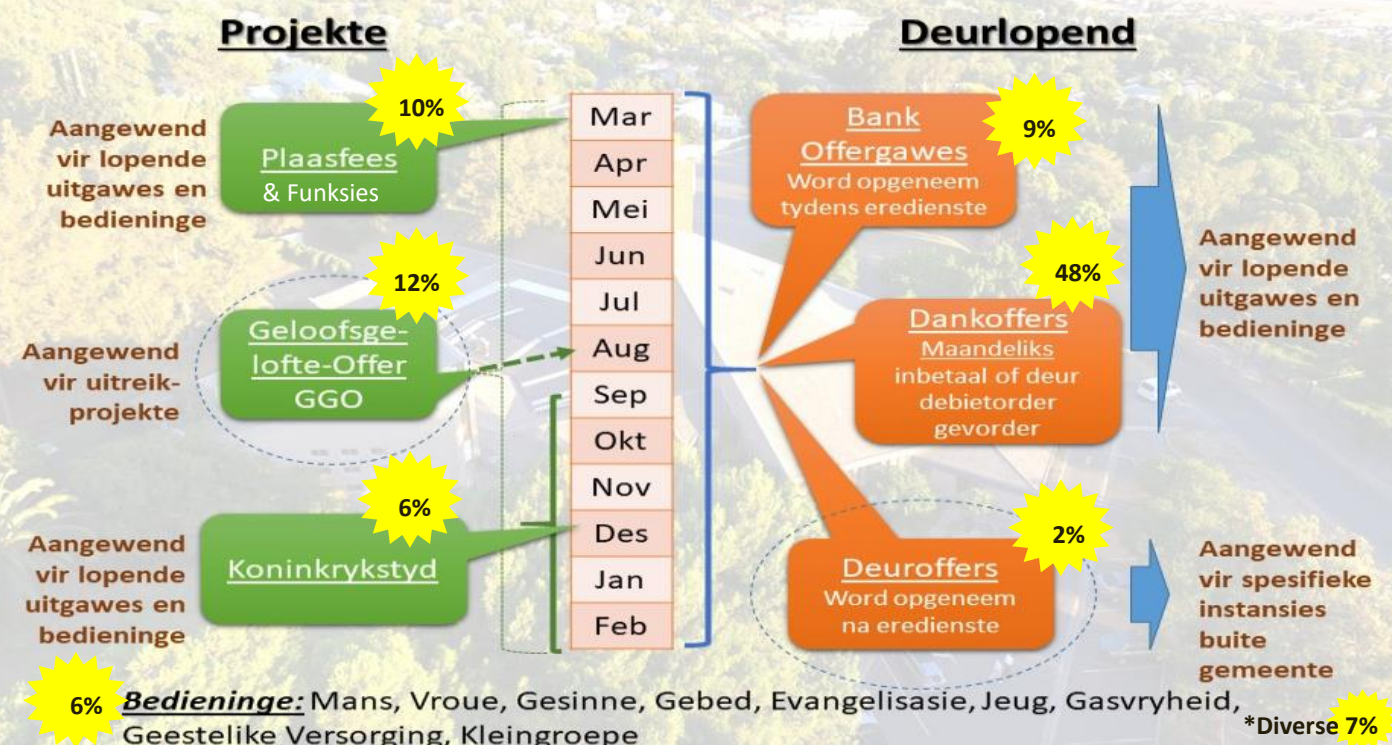 Projekte
Aangewend
vir lopende
uitgawes en
bedieninge
10%
Plaasfees
& Funksies
Aangewend
vir uitreik-
projekte
12%
Geloofsge-
lofte-Offer
GGO
Aangewend
vir lopende
uitgawes en
bedieninge
6%
Koninkrykstyd
Mar
Apr
Mei
Jun
Jul
Aug
Sep
Okt
Nov
Des
Jan
Feb
Deurlopend
Bank
Offergawes
Word opgeneem
tydens eredienste
9%
Dankoffers
Maandeliks
inbetaal of deur
debietorder
gevorder
48%
Aangewend
vir lopende
uitgawes en
bedieninge
Deuroffers
Word opgeneem
na eredienste
2%
Aangewend
vir spesifieke
instansies
buite
gemeente
6% Bedieninge: Mans, Vroue, Gesinne, Gebed, Evangelisasie, Jeug, Gasvryheid,
Geestelike Versorging, Kleingroepe
*Diverse 7%